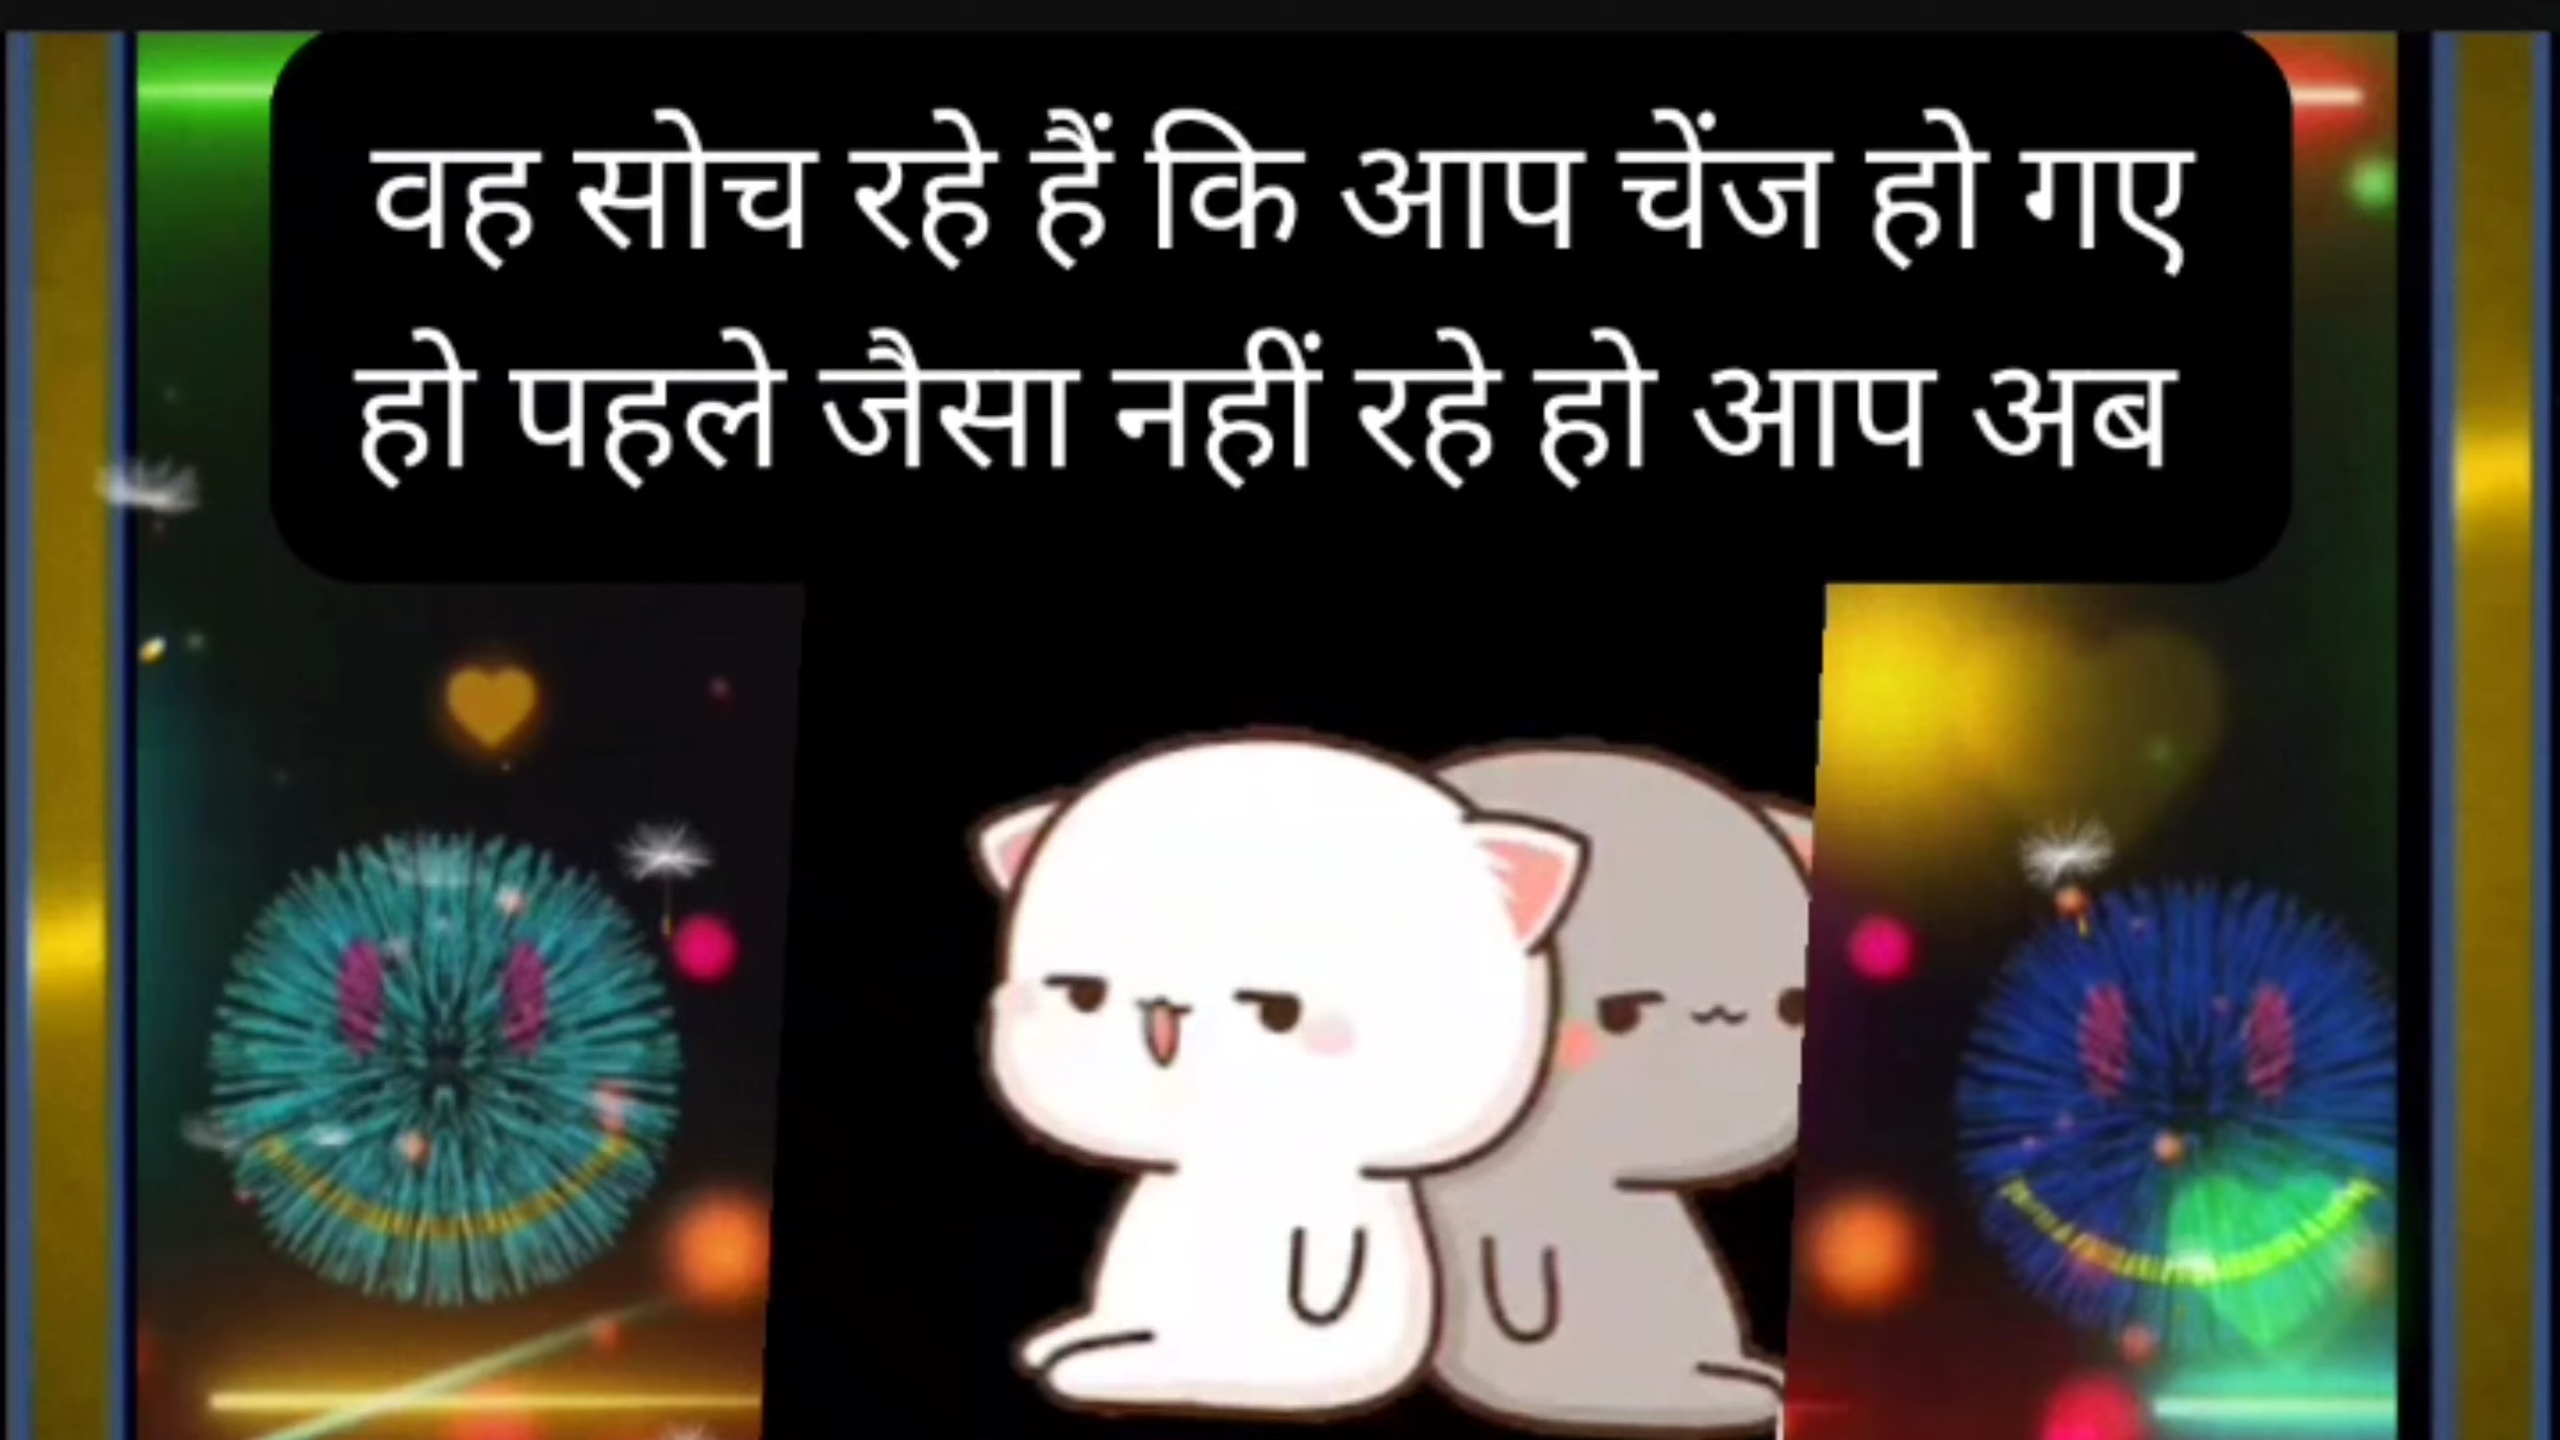 वह सोच रहे हैं कि आप चेंज हो गए
हो पहले जैसा नहीं रहे हो आप अब